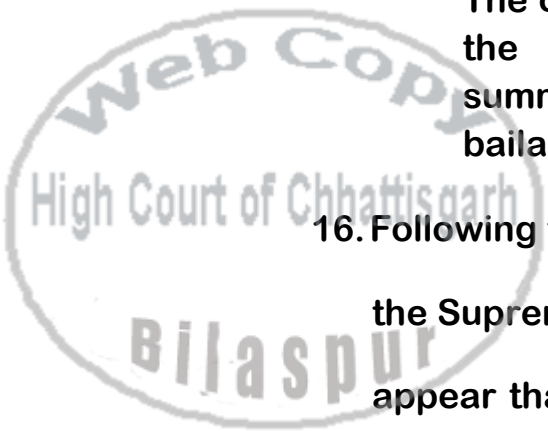 The
the
summ
baila
16. Following
the Suprem
appear tha
Web Copy
High Court of Chhattisgarh
Bilaspur